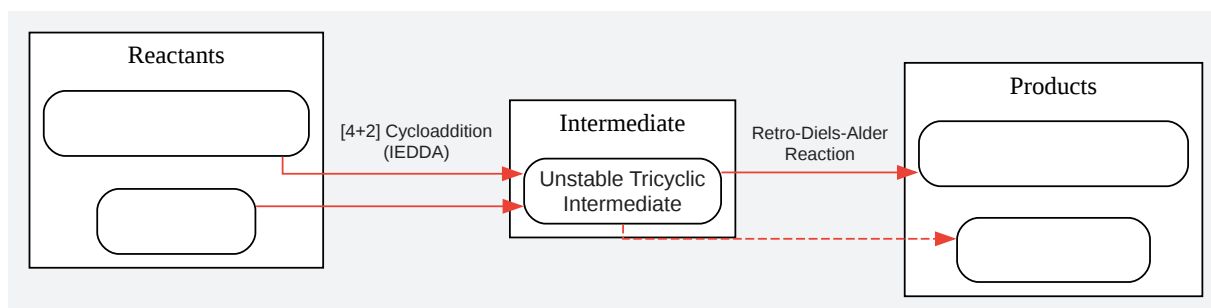 Reactants
[4+2] Cycloaddition
(IEDDA)
Intermediate
Unstable Tricyclic
Intermediate
Retro-Diels-Alder
Reaction
Products